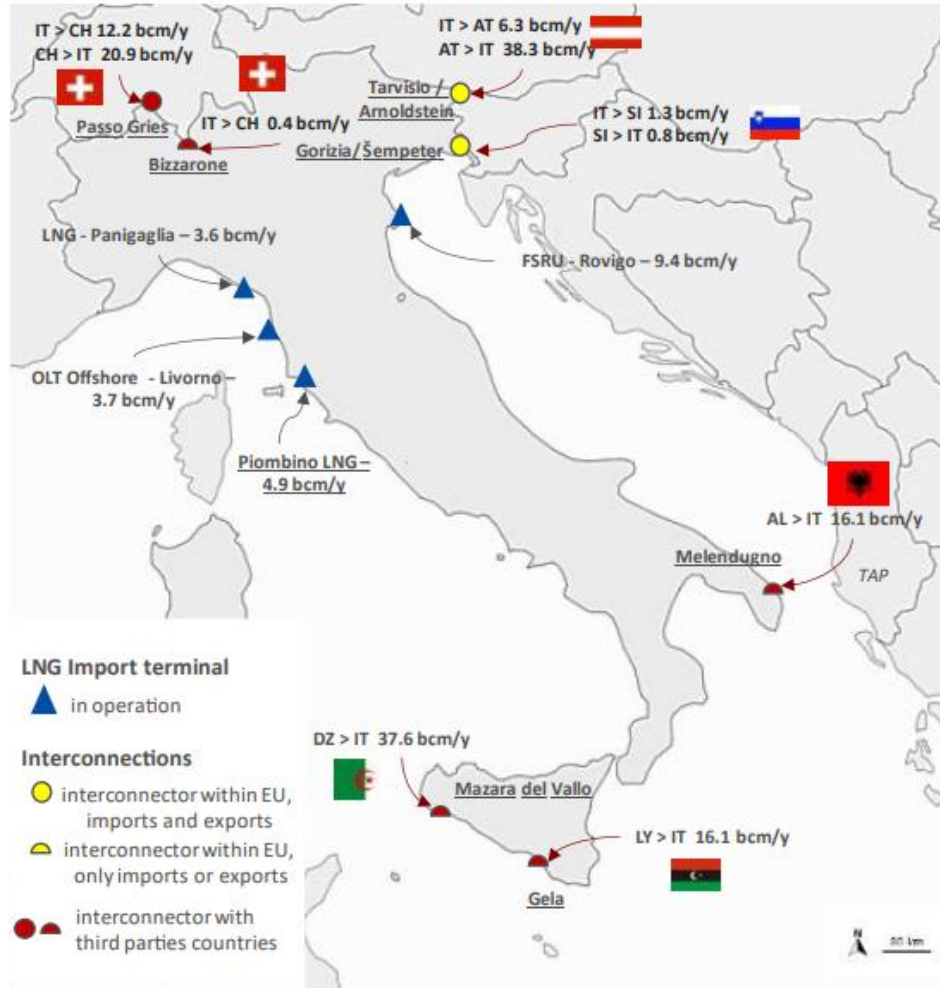 IT > CH 12.2 bcm/y
CH > IT 20.9 bcm/y
IT > AT 6.3 bcm/y
AT > IT 38.3 bcm/y
Passo Gries
IT > CH 0.4 bcm/y
Bizzarone
Tarvisio /
Arnoldstein
Gorizia/Šempeter
IT > SI 1.3 bcm/y
SI > IT 0.8 bcm/y
LNG - Panigaglia – 3.6 bcm/y
FSRU - Rovigo – 9.4 bcm/y
OLT Offshore - Livorno –
3.7 bcm/y
Piombino LNG –
4.9 bcm/y
AL > IT 16.1 bcm/y
Melendugno
TAP
LNG Import terminal
in operation
Interconnections
interconnector within EU,
imports and exports
interconnector within EU,
only imports or exports
interconnector with
third parties countries
DZ > IT 37.6 bcm/y
Mazara del Vallo
LY > IT 16.1 bcm/y
Gela
N